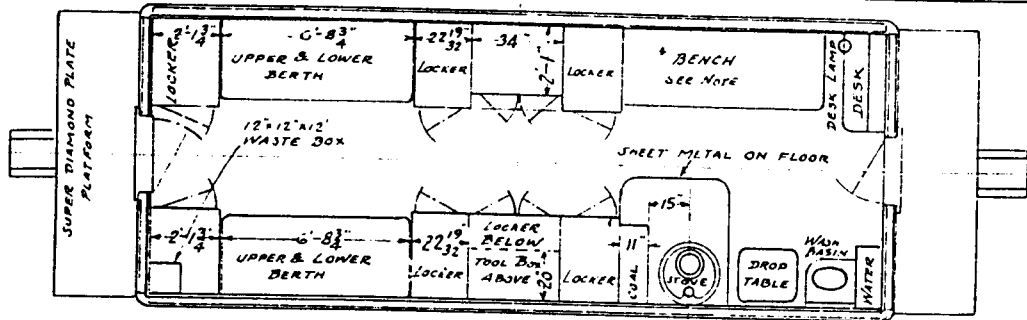 SUPER DIAMOND PLATE
PLATFORM
2'-1 3/4"
LOCKER
6'-8 3/4"
UPPER & LOWER
BERTH
22 19/32"
LOCKER
34"
2'-1"
LOCKER
BENCH
SEE NOTE
DESK LAMP
DESK
12"x12"x12"
WASTE BOX
SHEET METAL ON FLOOR
2'-1 3/4"
6'-8 3/4"
UPPER & LOWER
BERTH
22 19/32"
LOCKER
LOCKER
BELOW
TOOL BOX
ABOVE
20"
LOCKER
11"
COAL
15"
STOVE
DROP
TABLE
WASH
BASIN
WATER